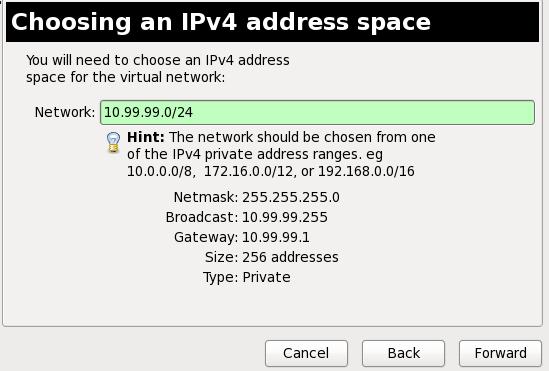 Choosing an IPv4 address space
You will need to choose an IPv4 address
space for the virtual network:
Network: 10.99.99.0/24
Hint: The network should be chosen from one
of the IPv4 private address ranges. eg
10.0.0.0/8, 172.16.0.0/12, or 192.168.0.0/16
Netmask: 255.255.255.0
Broadcast: 10.99.99.255
Gateway: 10.99.99.1
Size: 256 addresses
Type: Private
Cancel Back Forward